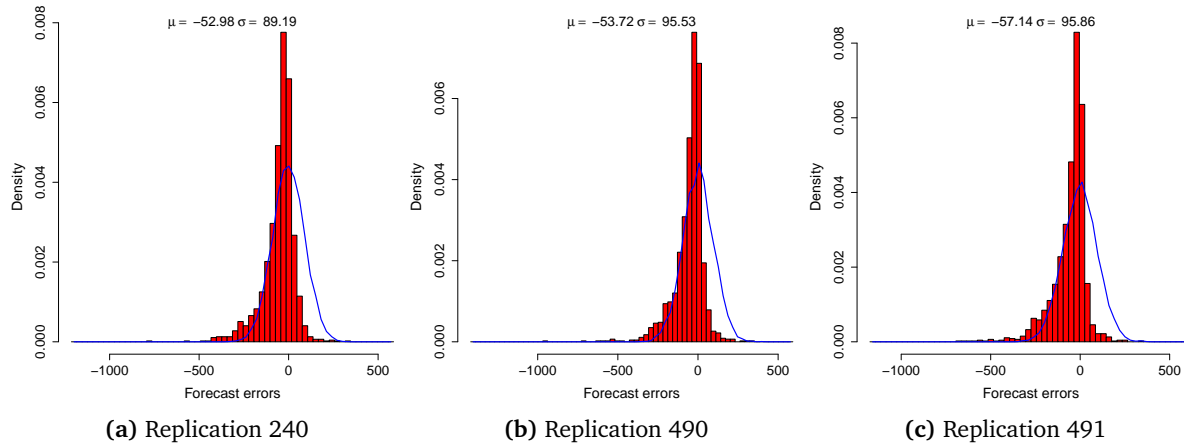 μ = −52.98 σ = 89.19
Density
0.000 0.002 0.004 0.006 0.008
−1000 −500 0 500
Forecast errors
(a) Replication 240
μ = −53.72 σ = 95.53
Density
0.000 0.002 0.004 0.006
−1000 −500 0 500
Forecast errors
(b) Replication 490
μ = −57.14 σ = 95.86
Density
0.000 0.002 0.004 0.006 0.008
−1000 −500 0 500
Forecast errors
(c) Replication 491